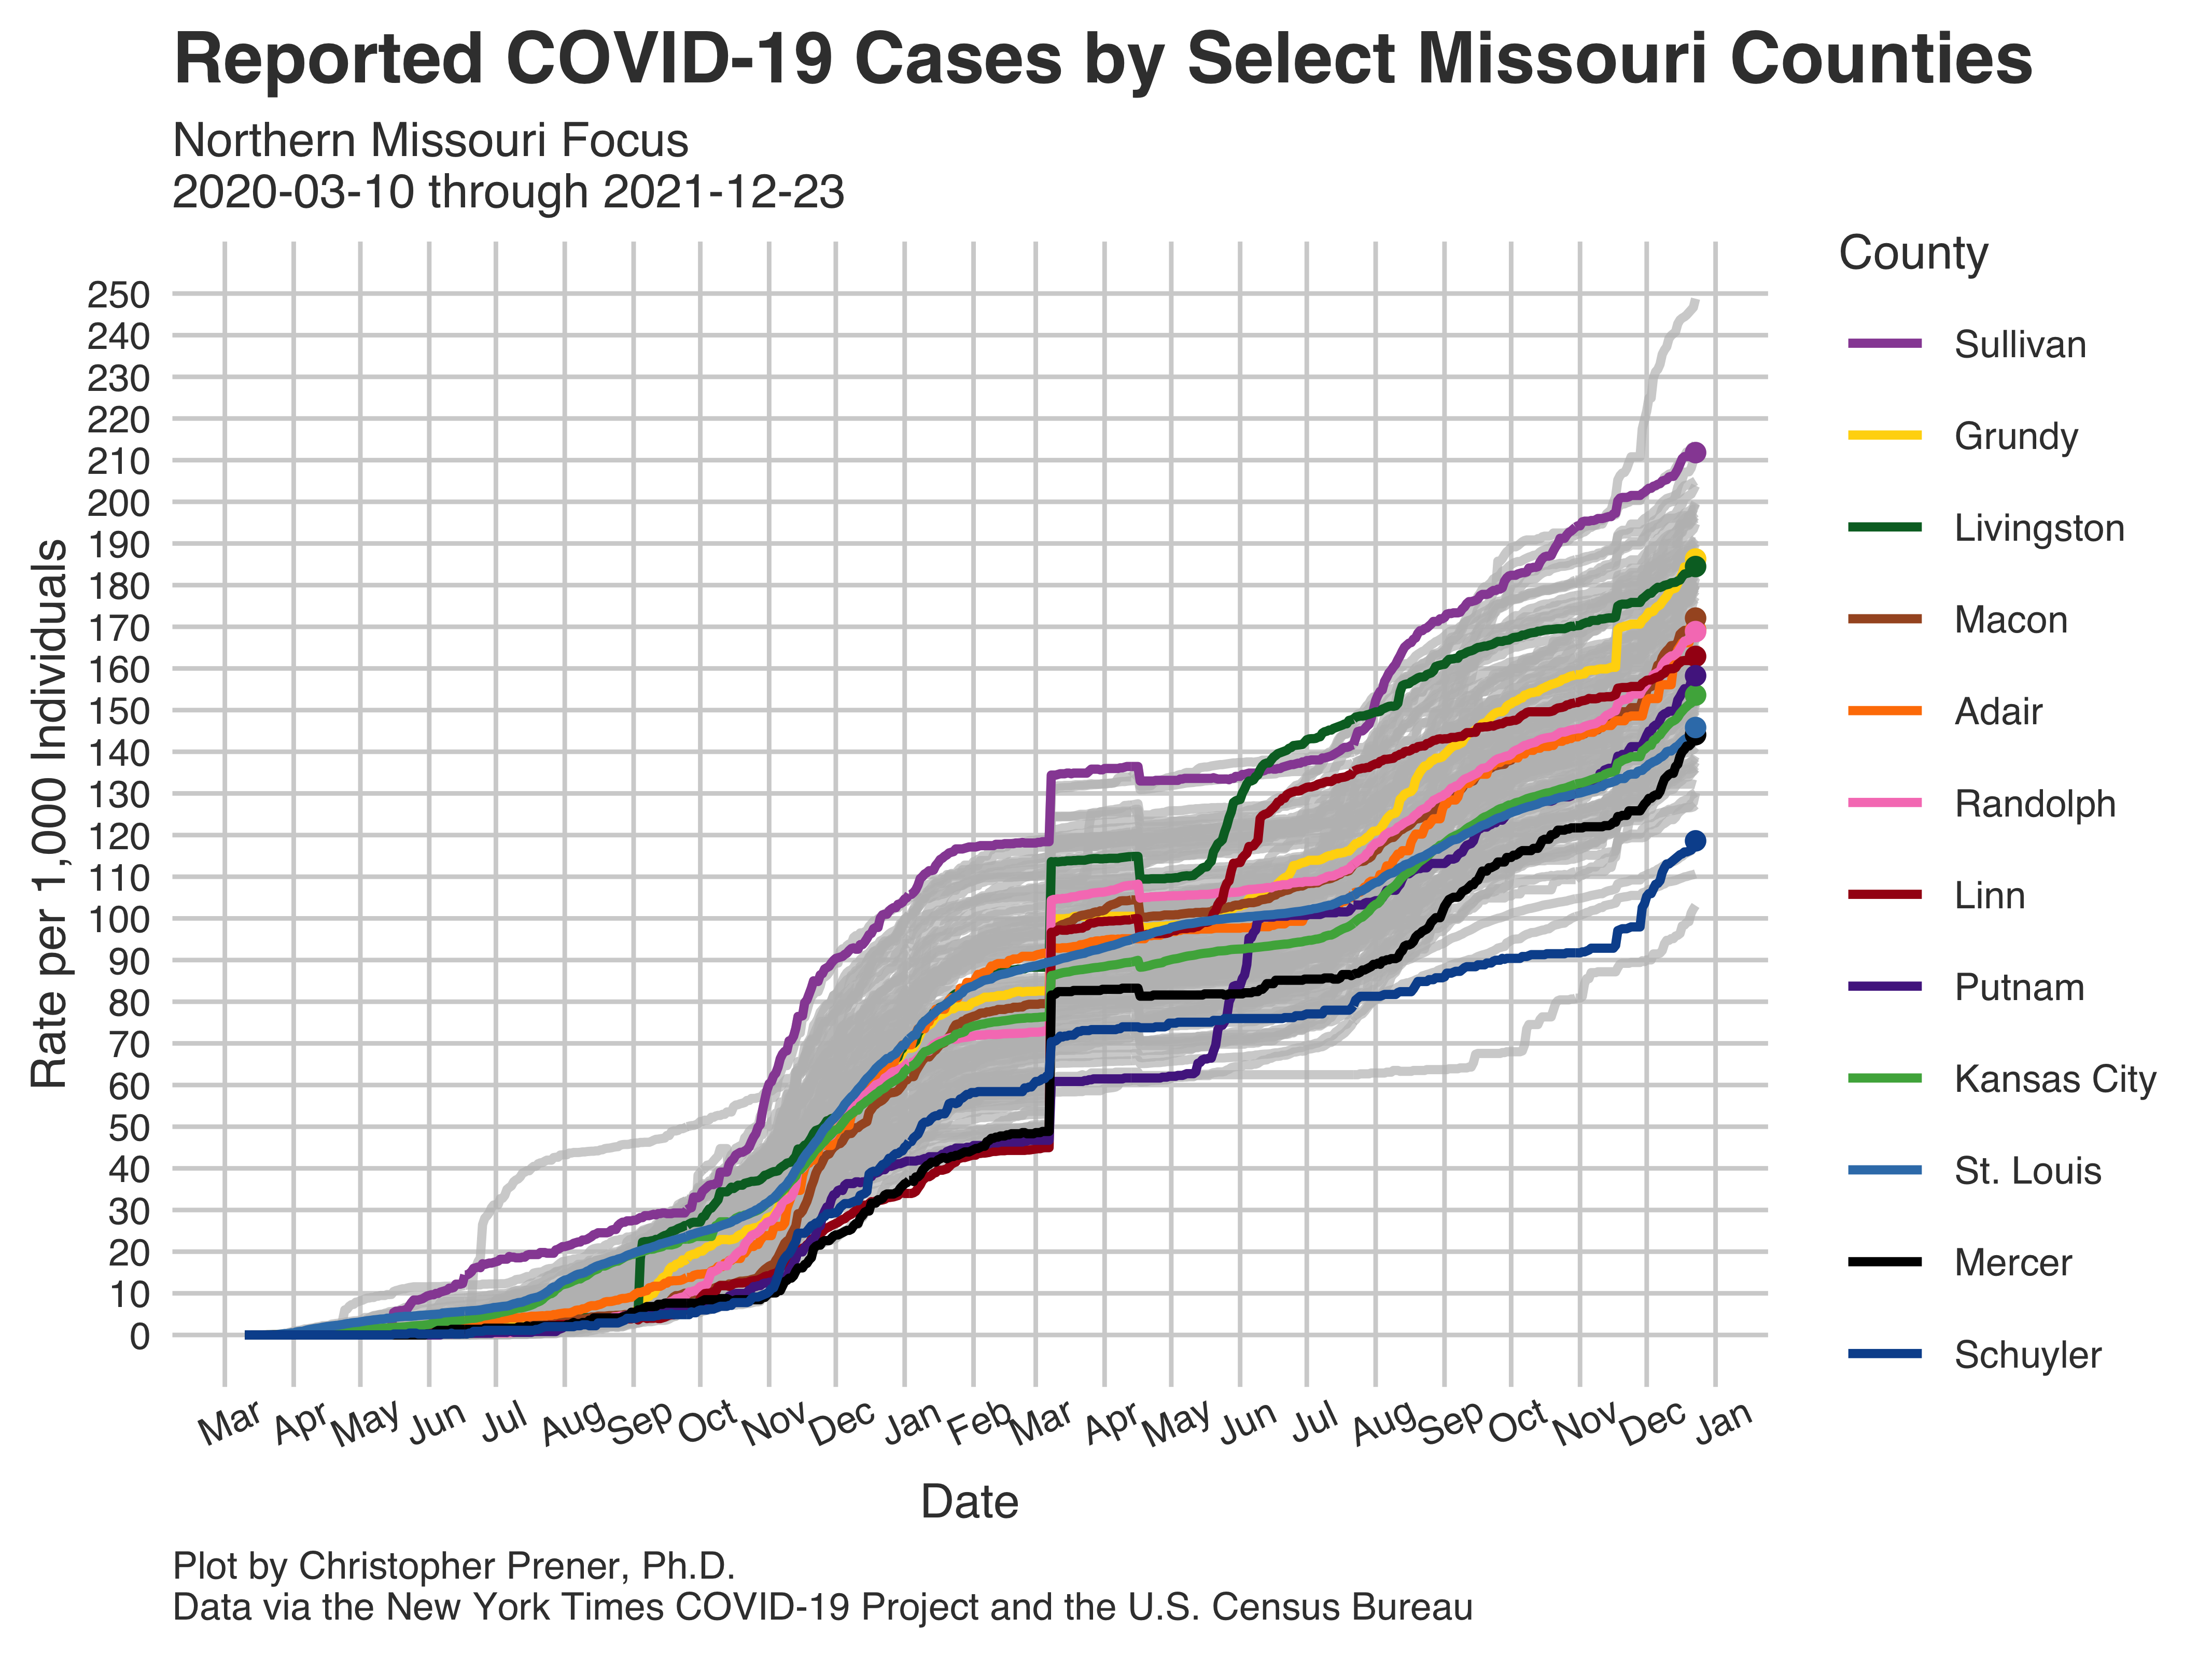 Reported COVID-19 Cases by Select Missouri Counties
Northern Missouri Focus
2020-03-10 through 2021-12-23
County
Sullivan
Grundy
Livingston
Macon
Adair
Randolph
Linn
Putnam
Kansas City
St. Louis
Mercer
Schuyler
Rate per 1,000 Individuals
250
240
230
220
210
200
190
180
170
160
150
140
130
120
110
100
90
80
70
60
50
40
30
20
10
0
Mar Apr May Jun Jul Aug Sep Oct Nov Dec Jan Feb Mar Apr May Jun Jul Aug Sep Oct Nov Dec Jan
Date
Plot by Christopher Prener, Ph.D.
Data via the New York Times COVID-19 Project and the U.S. Census Bureau